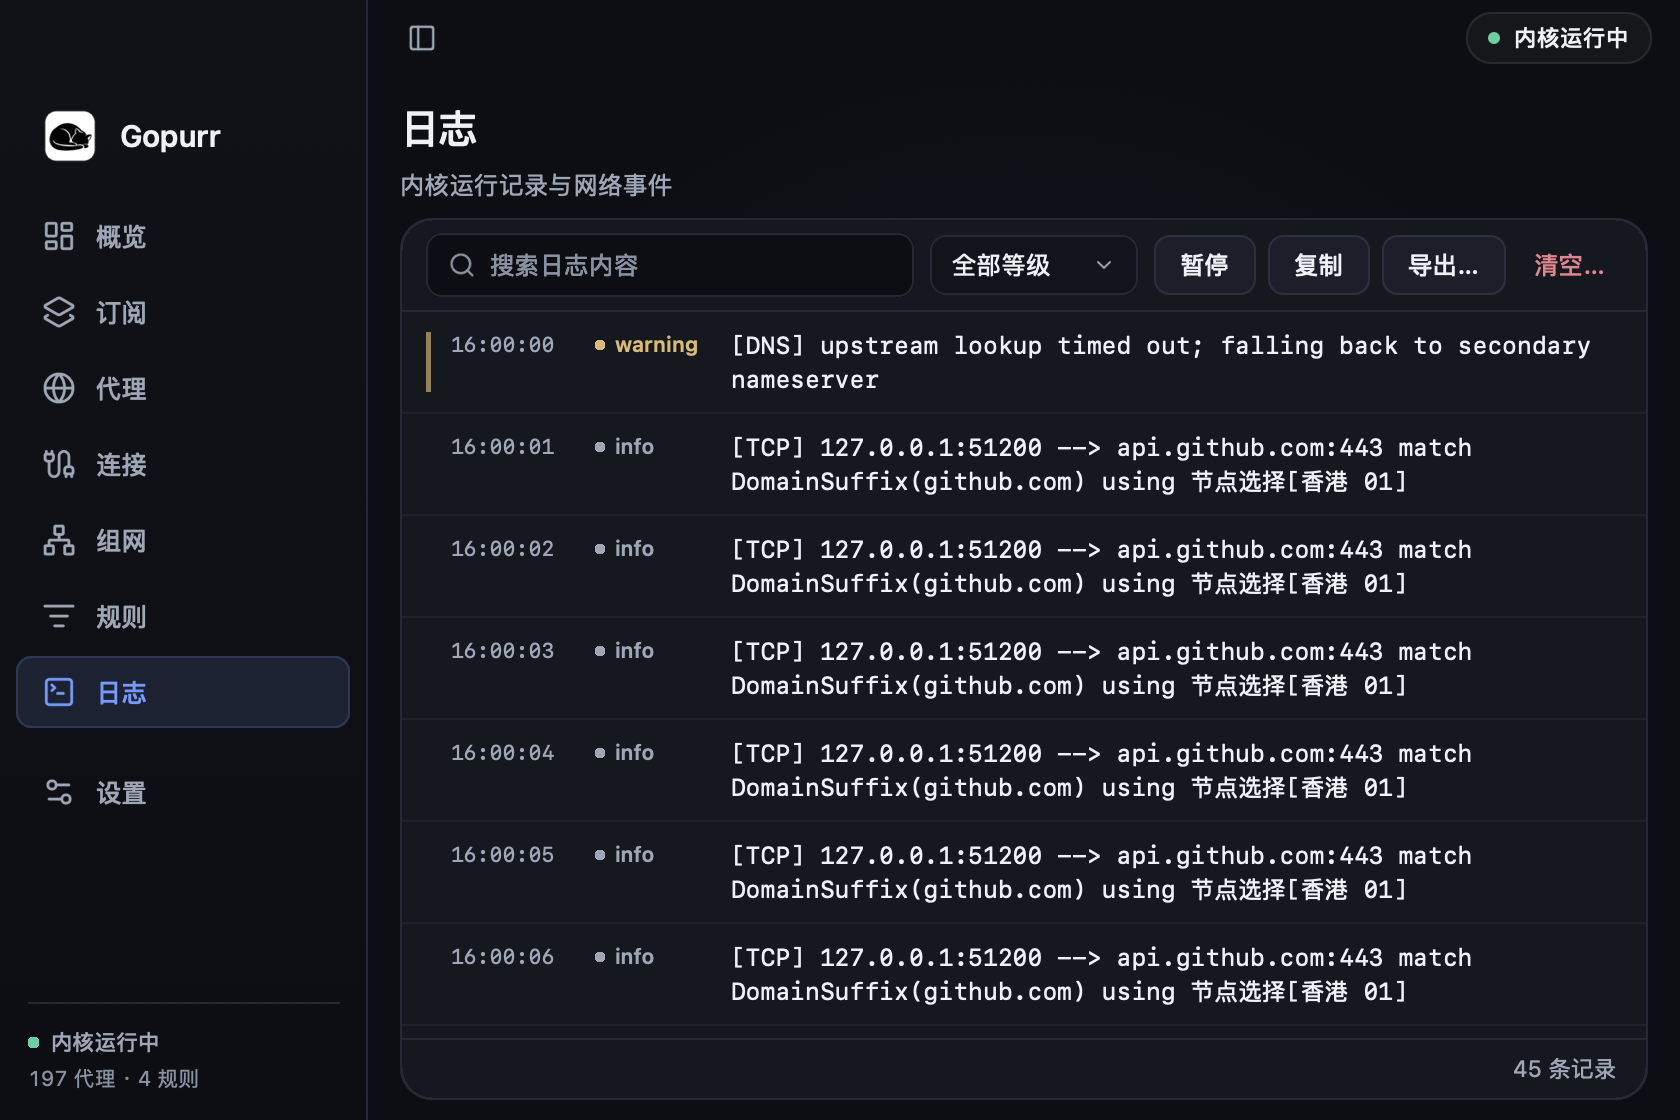 内核运行中
Gopurr
概览
订阅
代理
连接
组网
规则
日志
设置
内核运行中
197 代理 · 4 规则
日志
内核运行记录与网络事件
搜索日志内容
全部等级
暂停
复制
导出...
清空...
16:00:00 warning [DNS] upstream lookup timed out; falling back to secondary
nameserver
16:00:01 info [TCP] 127.0.0.1:51200 --> api.github.com:443 match
DomainSuffix(github.com) using 节点选择[香港 01]
16:00:02 info [TCP] 127.0.0.1:51200 --> api.github.com:443 match
DomainSuffix(github.com) using 节点选择[香港 01]
16:00:03 info [TCP] 127.0.0.1:51200 --> api.github.com:443 match
DomainSuffix(github.com) using 节点选择[香港 01]
16:00:04 info [TCP] 127.0.0.1:51200 --> api.github.com:443 match
DomainSuffix(github.com) using 节点选择[香港 01]
16:00:05 info [TCP] 127.0.0.1:51200 --> api.github.com:443 match
DomainSuffix(github.com) using 节点选择[香港 01]
16:00:06 info [TCP] 127.0.0.1:51200 --> api.github.com:443 match
DomainSuffix(github.com) using 节点选择[香港 01]
45 条记录